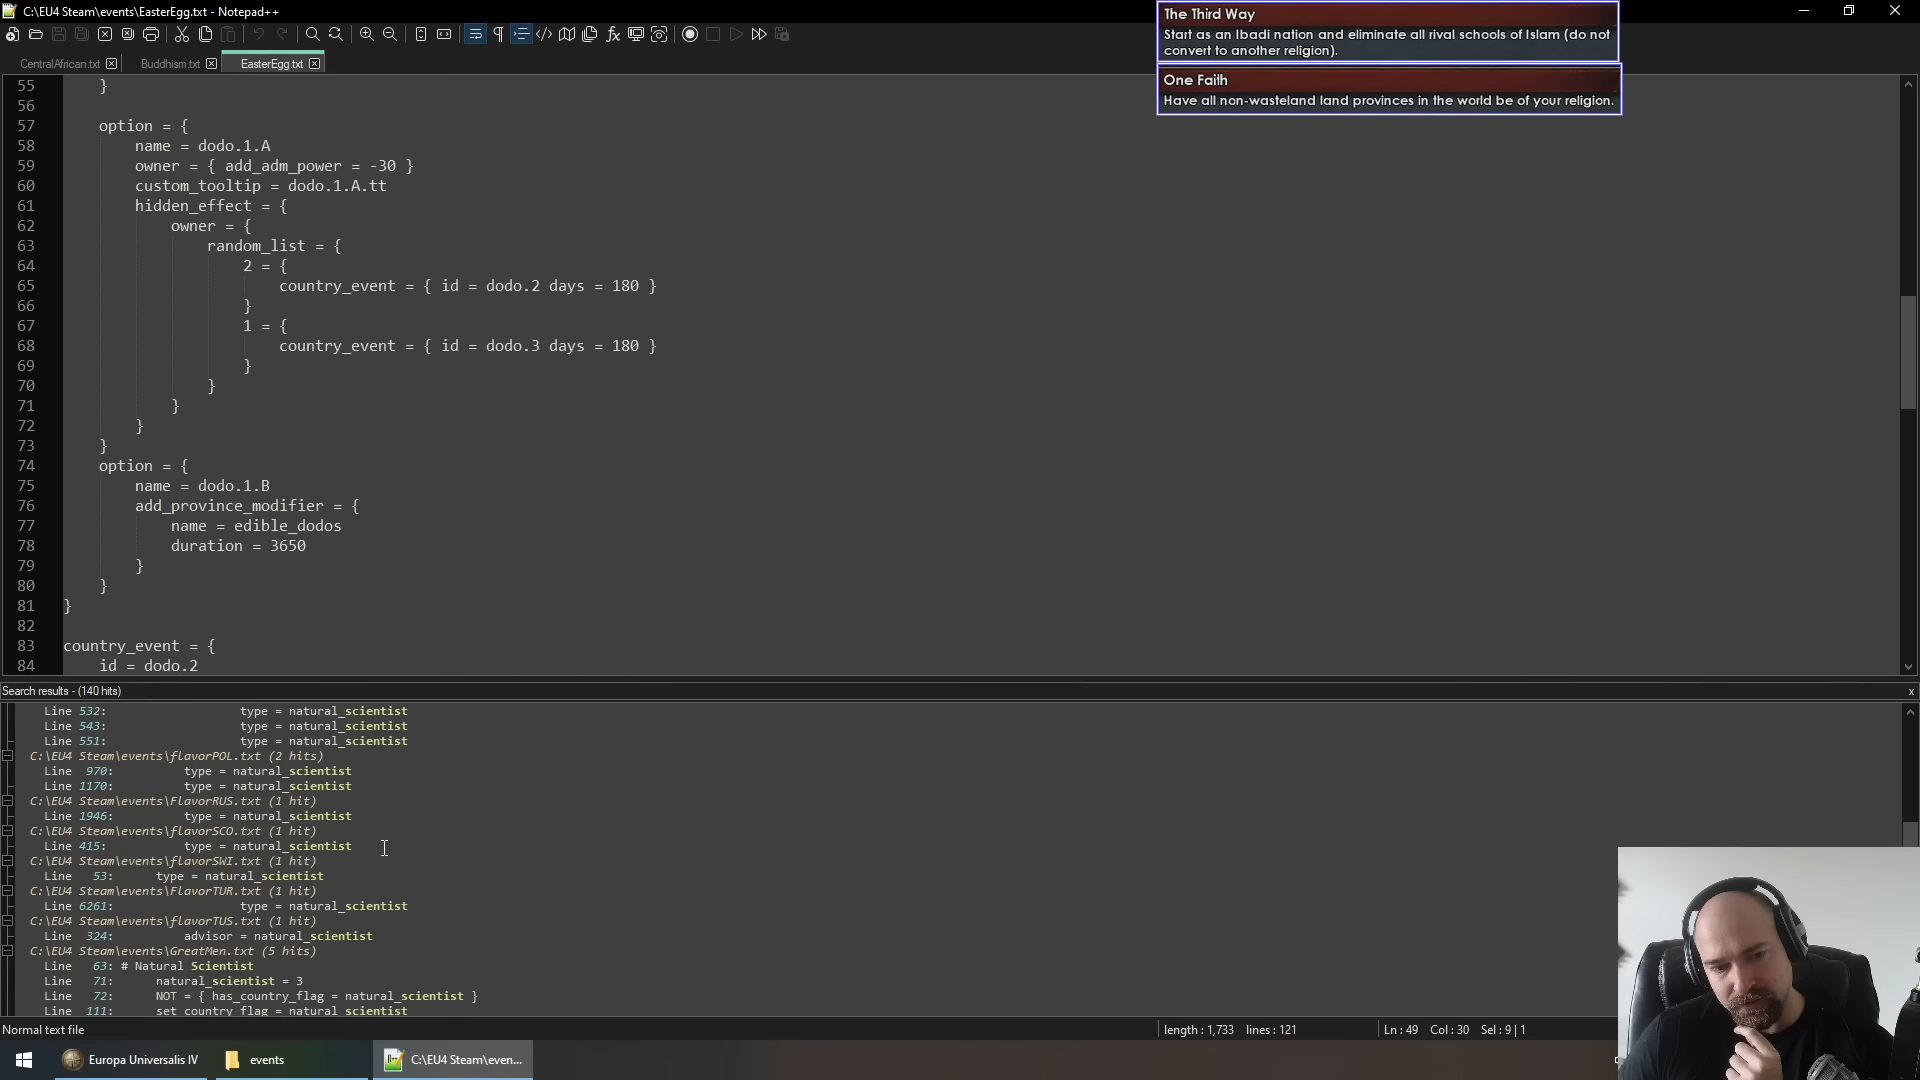 C:\EU4 Steam\events\EasterEgg.txt - Notepad++
CentralAfrican.txt
Buddhism.txt
EasterEgg.txt
The Third Way
Start as an Ibadi nation and eliminate all rival schools of Islam (do not
convert to another religion).
One Faith
Have all non-wasteland land provinces in the world be of your religion.
55 }
56
57 option = {
58 name = dodo.1.A
59 owner = { add_adm_power = -30 }
60 custom_tooltip = dodo.1.A.tt
61 hidden_effect = {
62 owner = {
63 random_list = {
64 2 = {
65 country_event = { id = dodo.2 days = 180 }
66 }
67 1 = {
68 country_event = { id = dodo.3 days = 180 }
69 }
70 }
71 }
72 }
73 }
74 option = {
75 name = dodo.1.B
76 add_province_modifier = {
77 name = edible_dodos
78 duration = 3650
79 }
80 }
81 }
82
83 country_event = {
84 id = dodo.2
Search results - (140 hits)
x
Line 532: type = natural_scientist
Line 543: type = natural_scientist
Line 551: type = natural_scientist
C:\EU4 Steam\events\flavorPOL.txt (2 hits)
Line 970: type = natural_scientist
Line 1170: type = natural_scientist
C:\EU4 Steam\events\FlavorRUS.txt (1 hit)
Line 1946: type = natural_scientist
C:\EU4 Steam\events\flavorSCO.txt (1 hit)
Line 415: type = natural_scientist
C:\EU4 Steam\events\flavorSWI.txt (1 hit)
Line 53: type = natural_scientist
C:\EU4 Steam\events\FlavorTUR.txt (1 hit)
Line 6261: type = natural_scientist
C:\EU4 Steam\events\flavorTUS.txt (1 hit)
Line 324: advisor = natural_scientist
C:\EU4 Steam\events\GreatMen.txt (5 hits)
Line 63: # Natural Scientist
Line 71: natural_scientist = 3
Line 72: NOT = { has_country_flag = natural_scientist }
Line 111: set_country_flag = natural_scientist
Normal text file
length : 1,733 lines : 121
Ln : 49 Col : 30 Sel : 9 | 1
Europa Universalis IV
events
C:\EU4 Steam\even...